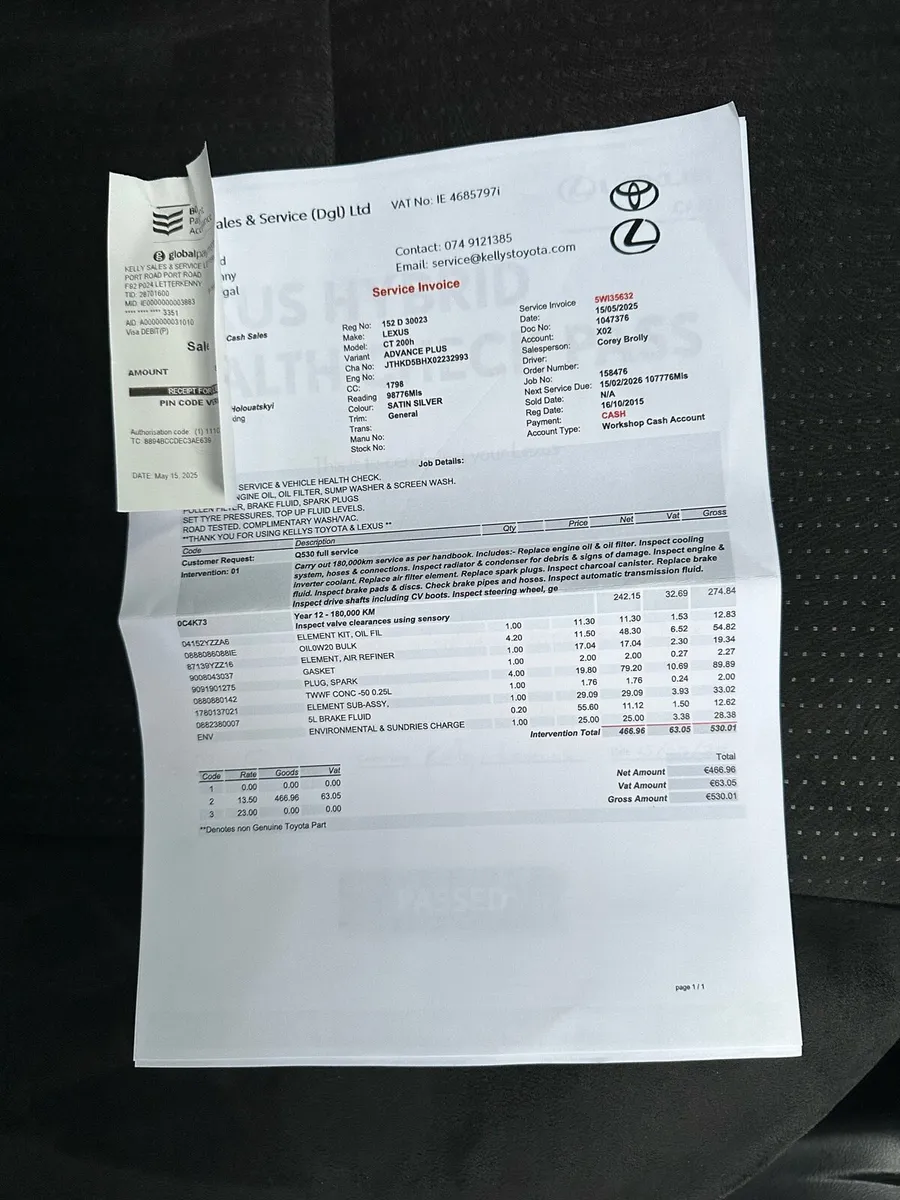 ales & Service (Dgl) Ltd
VAT No: IE 4685797i
Contact: 074 9121385
Email: service@kellystoyota.com
Service Invoice
globalpay
KELLY SALES & SERVICE L
PORT ROAD PORT ROAD
F92 P024 LETTERKENNY
TID: 28701600
MID: IE0000000003863
**** **** **** 3351
AID: A0000000031010
Visa DEBIT(P)
Sale
AMOUNT
RECEIPT FOR
PIN CODE VE
Authorisation code (1) 1110
DATE: May 15, 2025
Cash Sales
Holouatskyi
Reg No: 152 D 30023
Make: LEXUS
Model: CT 200h
Variant ADVANCE PLUS
Cha No: JTHKD5BHX02232993
Eng No:
CC: 1798
Reading 98776Mls
Colour: SATIN SILVER
Trim: General
Trans:
Manu No:
Stock No:
Service Invoice 5WI35632
Date: 15/05/2025
Doc No: 1047376
Account: X02
Salesperson: Corey Brolly
Driver:
Order Number:
Job No: 158476
Next Service Due: 15/02/2026 107776Mls
Sold Date: N/A
Reg Date: 16/10/2015
Payment: CASH
Account Type: Workshop Cash Account
Job Details:
SERVICE & VEHICLE HEALTH CHECK.
ENGINE OIL, OIL FILTER, SUMP WASHER & SCREEN WASH.
POLLEN FILTER, BRAKE FLUID, SPARK PLUGS
SET TYRE PRESSURES. TOP UP FLUID LEVELS.
ROAD TESTED. COMPLIMENTARY WASH/VAC.
**THANK YOU FOR USING KELLYS TOYOTA & LEXUS **
Code Description Qty Price Net Vat Gross
Customer Request: Q530 full service
Intervention: 01 Carry out 180,000km service as per handbook. Includes:- Replace engine oil & oil filter. Inspect cooling
system, hoses & connections. Inspect radiator & condenser for debris & signs of damage. Inspect engine &
Inverter coolant. Replace air filter element. Replace spark plugs. Inspect charcoal canister. Replace brake
fluid. Inspect brake pads & discs. Check brake pipes and hoses. Inspect automatic transmission fluid.
Inspect drive shafts including CV boots. Inspect steering wheel, ge
Year 12 - 180,000 KM 242.15 32.69 274.84
0C4K73 Inspect valve clearances using sensory
04152YZZA6 ELEMENT KIT, OIL FIL 1.00 11.30 11.30 1.53 12.83
0888086088IE OIL0W20 BULK 4.20 11.50 48.30 6.52 54.82
87139YZZ16 ELEMENT, AIR REFINER 1.00 17.04 17.04 2.30 19.34
9008043037 GASKET 1.00 2.00 2.00 0.27 2.27
9091901275 PLUG, SPARK 4.00 19.80 79.20 10.69 89.89
0880880142 TWWF CONC -50 0.25L 1.00 1.76 1.76 0.24 2.00
1780137021 ELEMENT SUB-ASSY, 1.00 29.09 29.09 3.93 33.02
0882380007 5L BRAKE FLUID 0.20 55.60 11.12 1.50 12.62
ENV ENVIRONMENTAL & SUNDRIES CHARGE 1.00 25.00 25.00 3.38 28.38
Intervention Total 466.96 63.05 530.01
Code Rate Goods Vat
1 0.00 0.00 0.00
2 13.50 466.96 63.05
3 23.00 0.00 0.00
**Denotes non Genuine Toyota Part
Total
Net Amount €466.96
Vat Amount €63.05
Gross Amount €530.01
PASSED
page 1 / 1